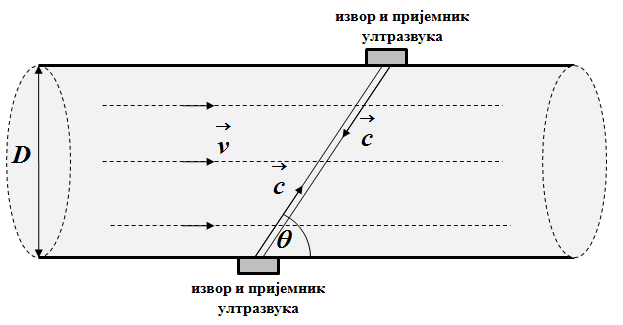 извор и пријемник
ултразвука
D
v
c
c
θ
извор и пријемник
ултразвука